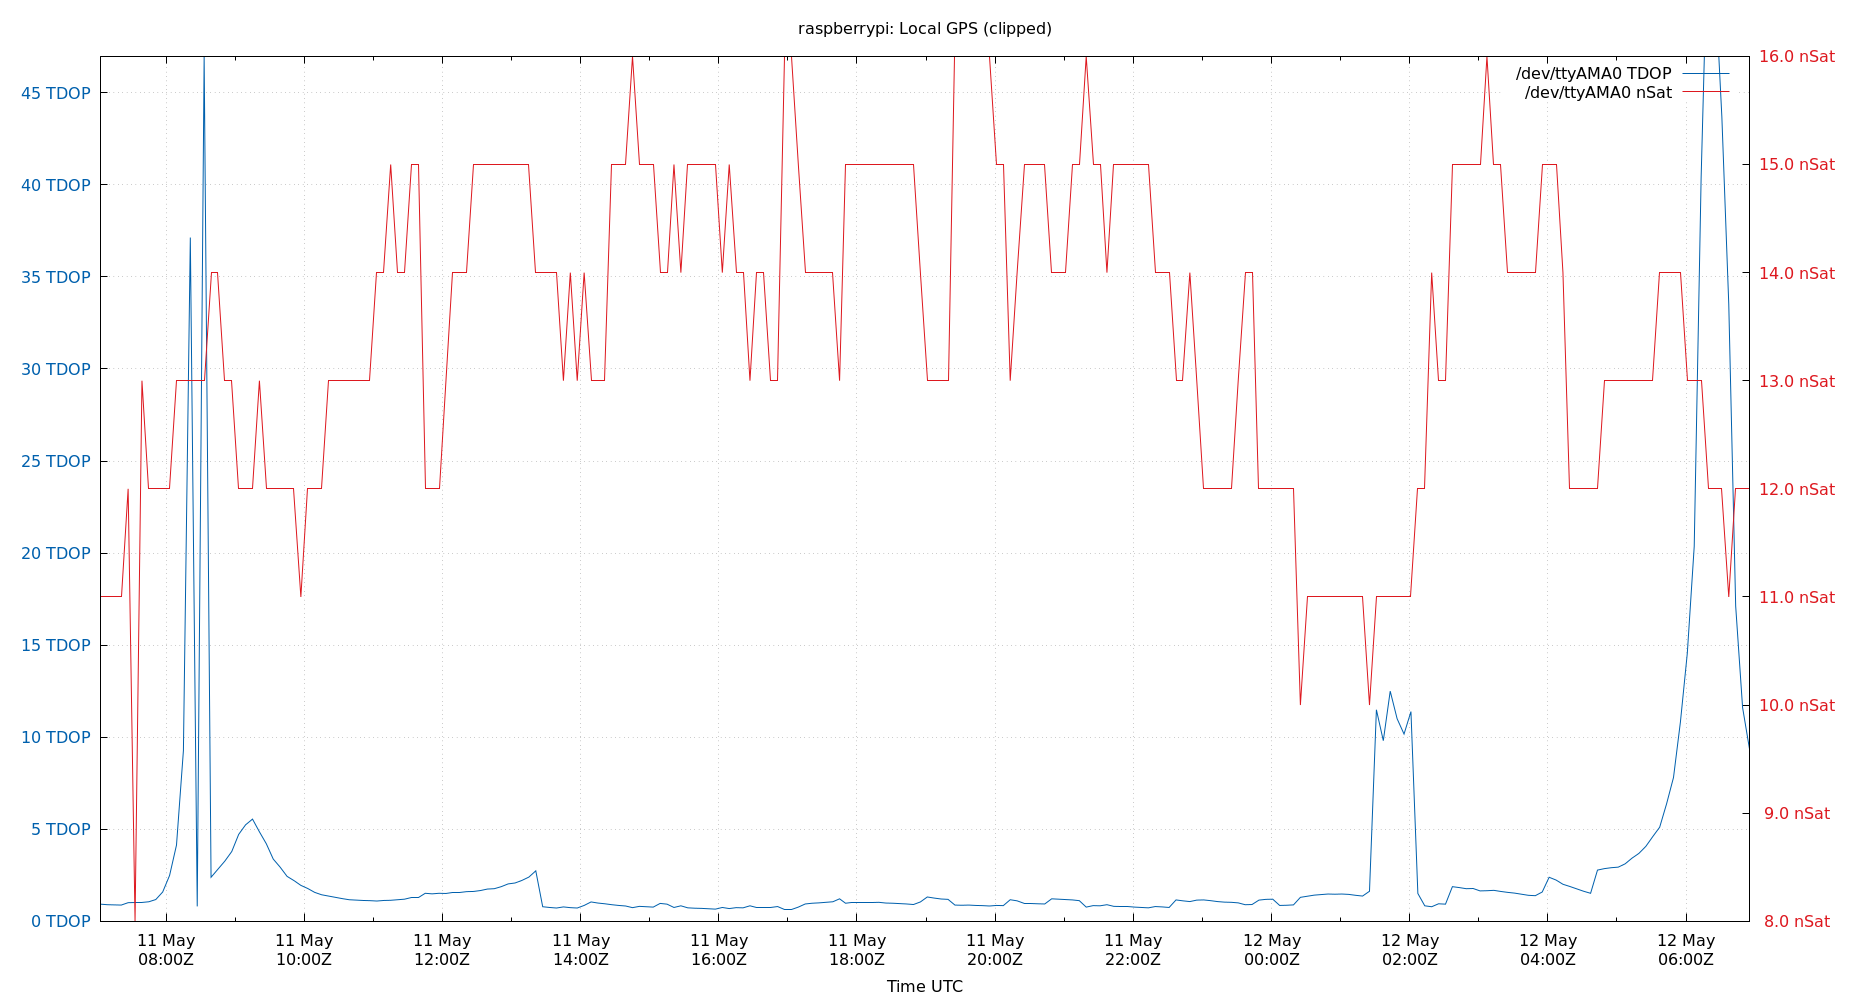 raspberrypi: Local GPS (clipped)
/dev/ttyAMA0 TDOP
/dev/ttyAMA0 nSat
45 TDOP
40 TDOP
35 TDOP
30 TDOP
25 TDOP
20 TDOP
15 TDOP
10 TDOP
5 TDOP
0 TDOP
16.0 nSat
15.0 nSat
14.0 nSat
13.0 nSat
12.0 nSat
11.0 nSat
10.0 nSat
9.0 nSat
8.0 nSat
11 May
08:00Z
11 May
10:00Z
11 May
12:00Z
11 May
14:00Z
11 May
16:00Z
11 May
18:00Z
11 May
20:00Z
11 May
22:00Z
12 May
00:00Z
12 May
02:00Z
12 May
04:00Z
12 May
06:00Z
Time UTC